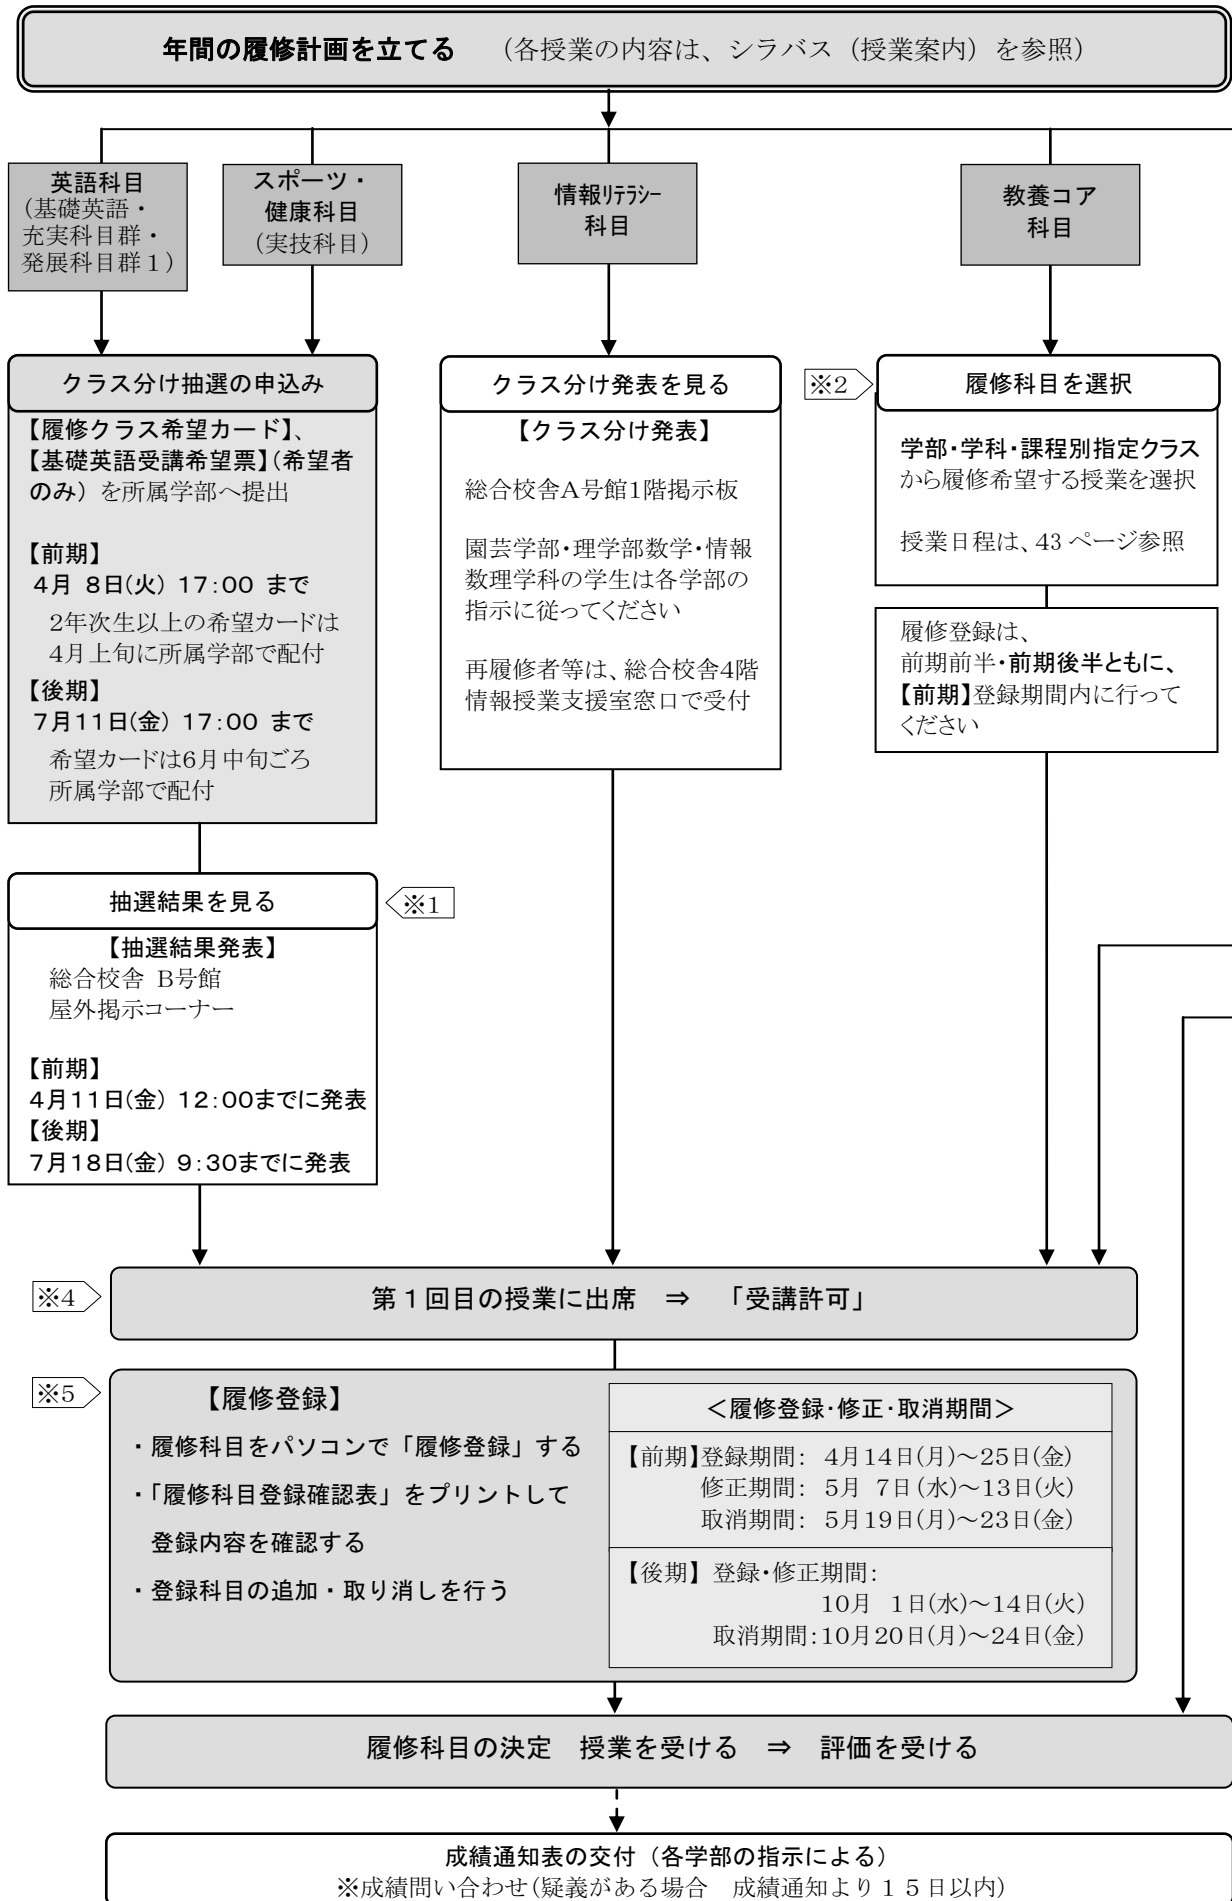 年間の履修計画を立てる　（各授業の内容は、シラバス（授業案内）を参照）
英語科目
（基礎英語・
充実科目群・
発展科目群１）
スポーツ・
健康科目
（実技科目）
情報ﾘﾃﾗｼｰ
科目
教養コア
科目
クラス分け抽選の申込み
【履修クラス希望カード】、
【基礎英語受講希望票】（希望者
のみ）を所属学部へ提出
【前期】
4月 8日(火) 17:00 まで
2年次生以上の希望カードは
4月上旬に所属学部で配付
【後期】
7月11日(金) 17:00 まで
希望カードは6月中旬ごろ
所属学部で配付
抽選結果を見る
※1
【抽選結果発表】
総合校舎 B号館
屋外掲示コーナー
【前期】
4月11日(金) 12:00までに発表
【後期】
7月18日(金) 9:30までに発表
クラス分け発表を見る
【クラス分け発表】
総合校舎A号館1階掲示板
園芸学部・理学部数学・情報
数理学科の学生は各学部の
指示に従ってください
再履修者等は、総合校舎4階
情報授業支援室窓口で受付
※2
履修科目を選択
学部・学科・課程別指定クラス
から履修希望する授業を選択
授業日程は、43 ページ参照
履修登録は、
前期前半・前期後半ともに、
【前期】登録期間内に行って
ください
※4
第１回目の授業に出席　⇒　「受講許可」
※5
【履修登録】
・履修科目をパソコンで「履修登録」する
・「履修科目登録確認表」をプリントして
登録内容を確認する
・登録科目の追加・取り消しを行う
＜履修登録・修正・取消期間＞
【前期】登録期間： 4月14日(月)～25日(金)
修正期間： 5月 7日(水)～13日(火)
取消期間： 5月19日(月)～23日(金)
【後期】登録・修正期間：
10月 1日(水)～14日(火)
取消期間：10月20日(月)～24日(金)
履修科目の決定　授業を受ける　⇒　評価を受ける
成績通知表の交付（各学部の指示による）
※成績問い合わせ(疑義がある場合　成績通知より１５日以内)